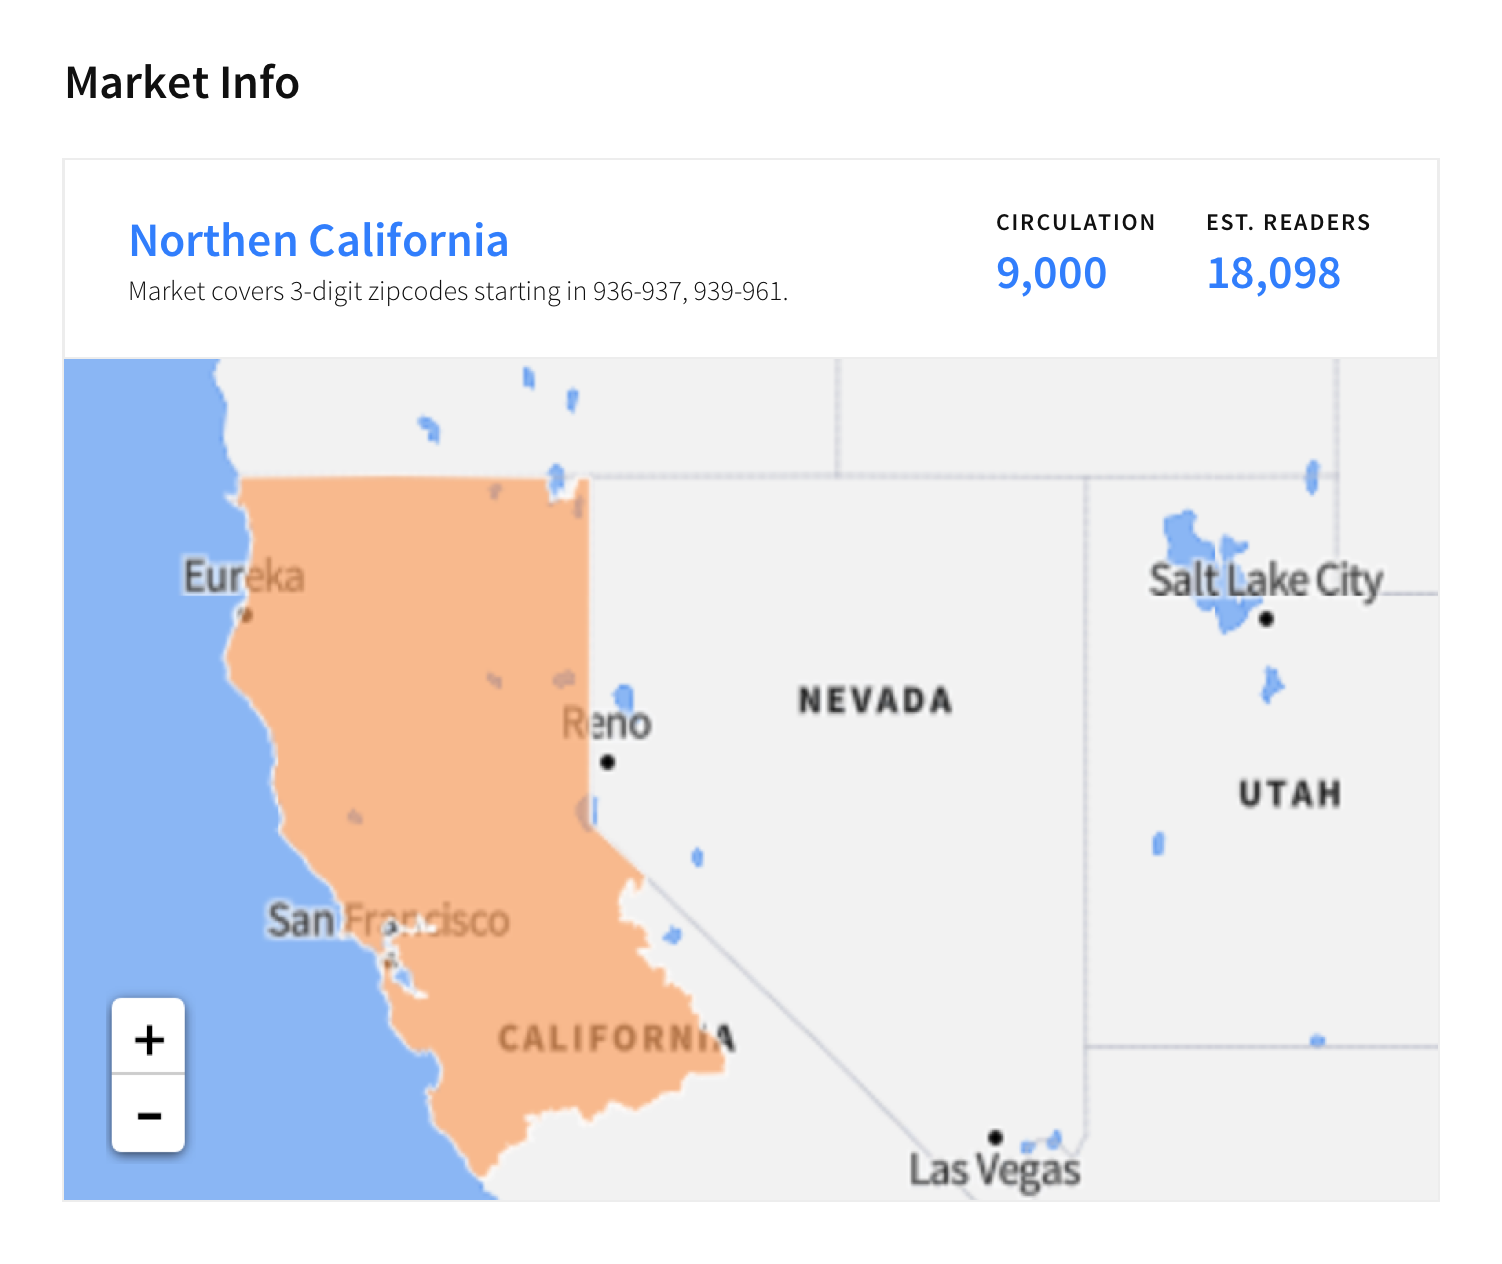 Market Info
Northen California
Market covers 3-digit zipcodes starting in 936-937, 939-961.
CIRCULATION
9,000
EST. READERS
18,098
Eureka
Salt Lake City
NEVADA
Reno
UTAH
San Francisco
CALIFORNIA
+
-
Las Vegas